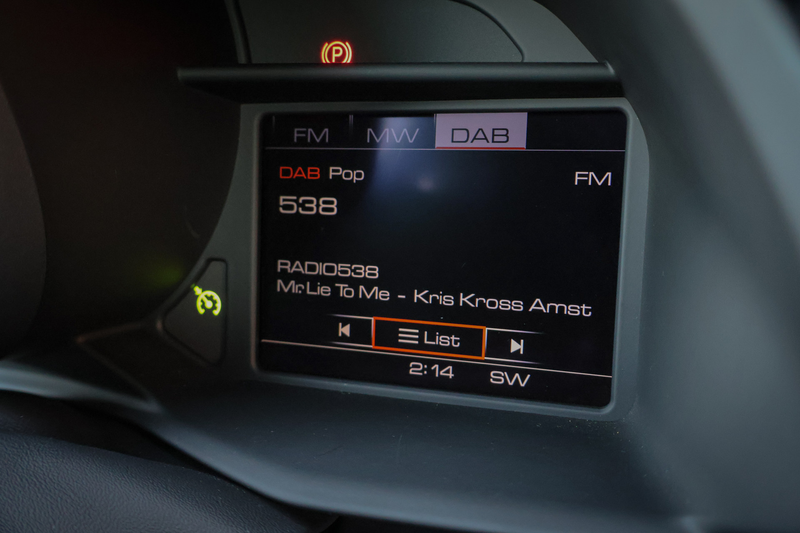 P
FM MW DAB
DAB Pop FM
538
RADIO538
Mr. Lie To Me - Kris Kross Amst
List
2:14 SW